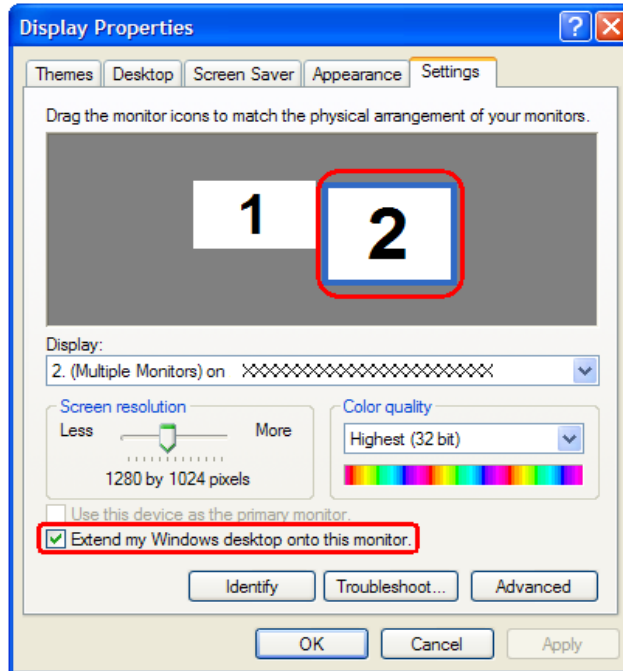 Display Properties
Themes Desktop Screen Saver Appearance Settings
Drag the monitor icons to match the physical arrangement of your monitors.
1 2
Display:
2. (Multiple Monitors) on XXXXXXXXXXXXXXXXXXXXXXXX
Screen resolution Color quality
Less More Highest (32 bit)
1280 by 1024 pixels
Use this device as the primary monitor.
Extend my Windows desktop onto this monitor.
Identify Troubleshoot... Advanced
OK Cancel Apply